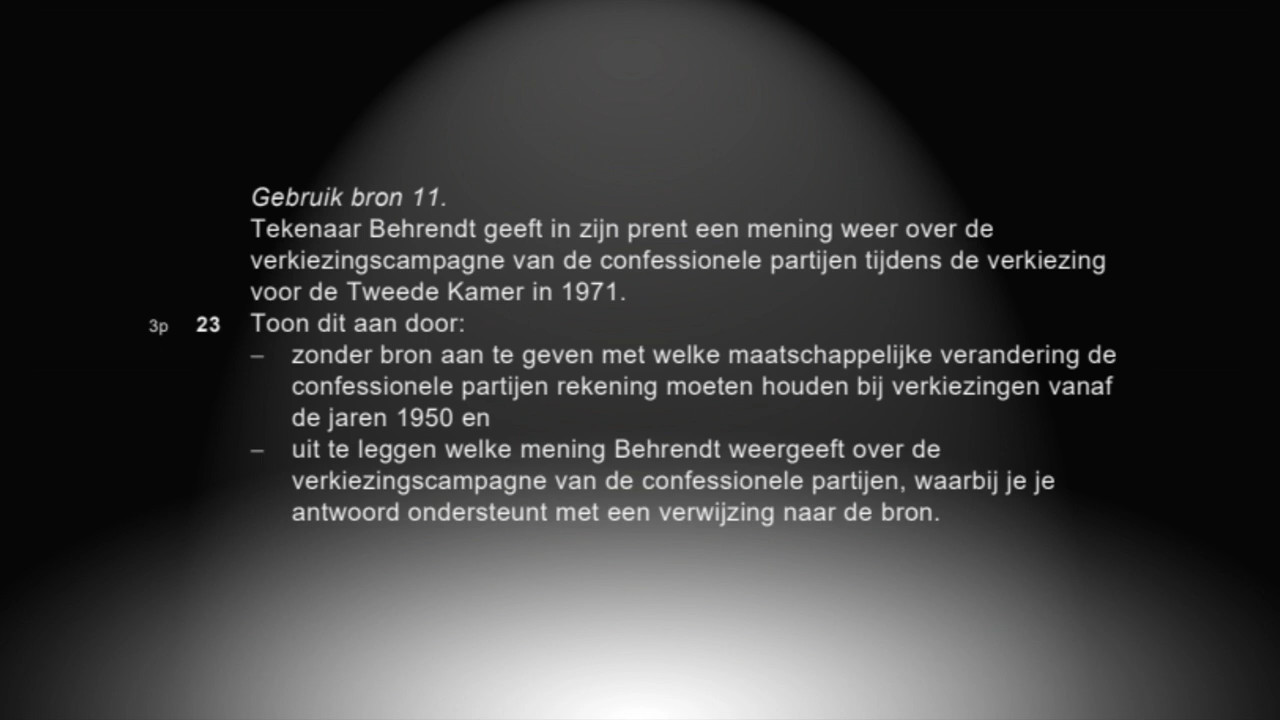 Gebruik bron 11.
Tekenaar Behrendt geeft in zijn prent een mening weer over de
verkiezingscampagne van de confessionele partijen tijdens de verkiezing
voor de Tweede Kamer in 1971.
3p 23 Toon dit aan door:
– zonder bron aan te geven met welke maatschappelijke verandering de
confessionele partijen rekening moeten houden bij verkiezingen vanaf
de jaren 1950 en
– uit te leggen welke mening Behrendt weergeeft over de
verkiezingscampagne van de confessionele partijen, waarbij je je
antwoord ondersteunt met een verwijzing naar de bron.